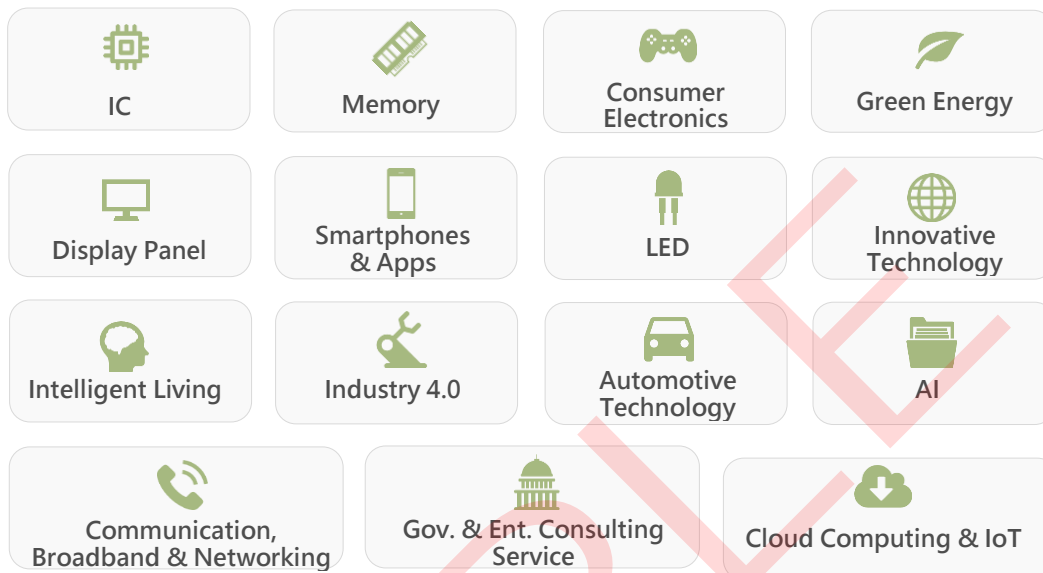 IC
Memory
Consumer
Electronics
Green Energy
Display Panel
Smartphones
& Apps
LED
Innovative
Technology
Intelligent Living
Industry 4.0
Automotive
Technology
AI
Communication,
Broadband & Networking
Gov. & Ent. Consulting
Service
Cloud Computing & IoT